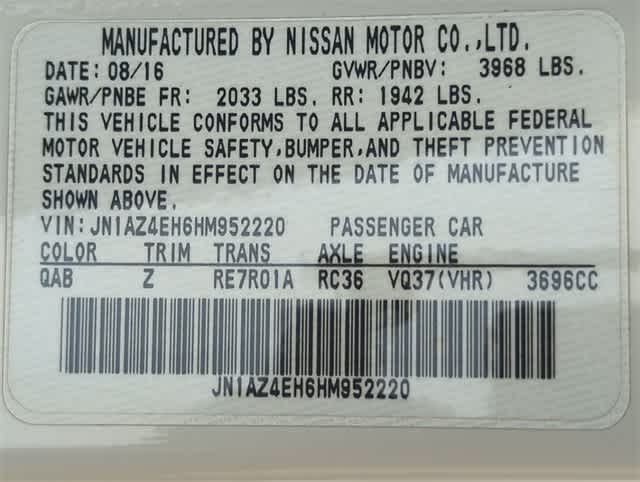 MANUFACTURED BY NISSAN MOTOR CO.,LTD.
DATE: 08/16 GVWR/PNBV: 3968 LBS.
GAWR/PNBE FR: 2033 LBS. RR: 1942 LBS.
THIS VEHICLE CONFORMS TO ALL APPLICABLE FEDERAL
MOTOR VEHICLE SAFETY,BUMPER,AND THEFT PREVENTION
STANDARDS IN EFFECT ON THE DATE OF MANUFACTURE
SHOWN ABOVE.
VIN: JN1AZ4EH6HM952220 PASSENGER CAR
COLOR TRIM TRANS AXLE ENGINE
QAB Z RE7R01A RC36 VQ37(VHR) 3696CC
JN1AZ4EH6HM952220